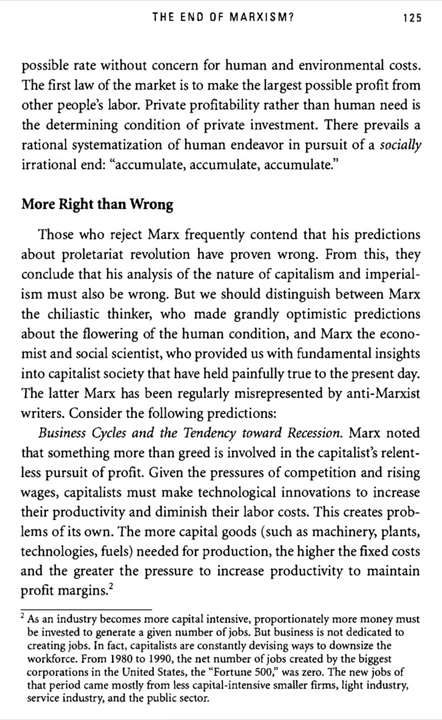 THE END OF MARXISM? 125
possible rate without concern for human and environmental costs.
The first law of the market is to make the largest possible profit from
other people's labor. Private profitability rather than human need is
the determining condition of private investment. There prevails a
rational systematization of human endeavor in pursuit of a socially
irrational end: “accumulate, accumulate, accumulate.”
More Right than Wrong
Those who reject Marx frequently contend that his predictions
about proletariat revolution have proven wrong. From this, they
conclude that his analysis of the nature of capitalism and imperial-
ism must also be wrong. But we should distinguish between Marx
the chiliastic thinker, who made grandly optimistic predictions
about the flowering of the human condition, and Marx the econo-
mist and social scientist, who provided us with fundamental insights
into capitalist society that have held painfully true to the present day.
The latter Marx has been regularly misrepresented by anti-Marxist
writers. Consider the following predictions:
Business Cycles and the Tendency toward Recession. Marx noted
that something more than greed is involved in the capitalist's relent-
less pursuit of profit. Given the pressures of competition and rising
wages, capitalists must make technological innovations to increase
their productivity and diminish their labor costs. This creates prob-
lems of its own. The more capital goods (such as machinery, plants,
technologies, fuels) needed for production, the higher the fixed costs
and the greater the pressure to increase productivity to maintain
profit margins.²
² As an industry becomes more capital intensive, proportionately more money must
be invested to generate a given number of jobs. But business is not dedicated to
creating jobs. In fact, capitalists are constantly devising ways to downsize the
workforce. From 1980 to 1990, the net number of jobs created by the biggest
corporations in the United States, the “Fortune 500,” was zero. The new jobs of
that period came mostly from less capital-intensive smaller firms, light industry,
service industry, and the public sector.